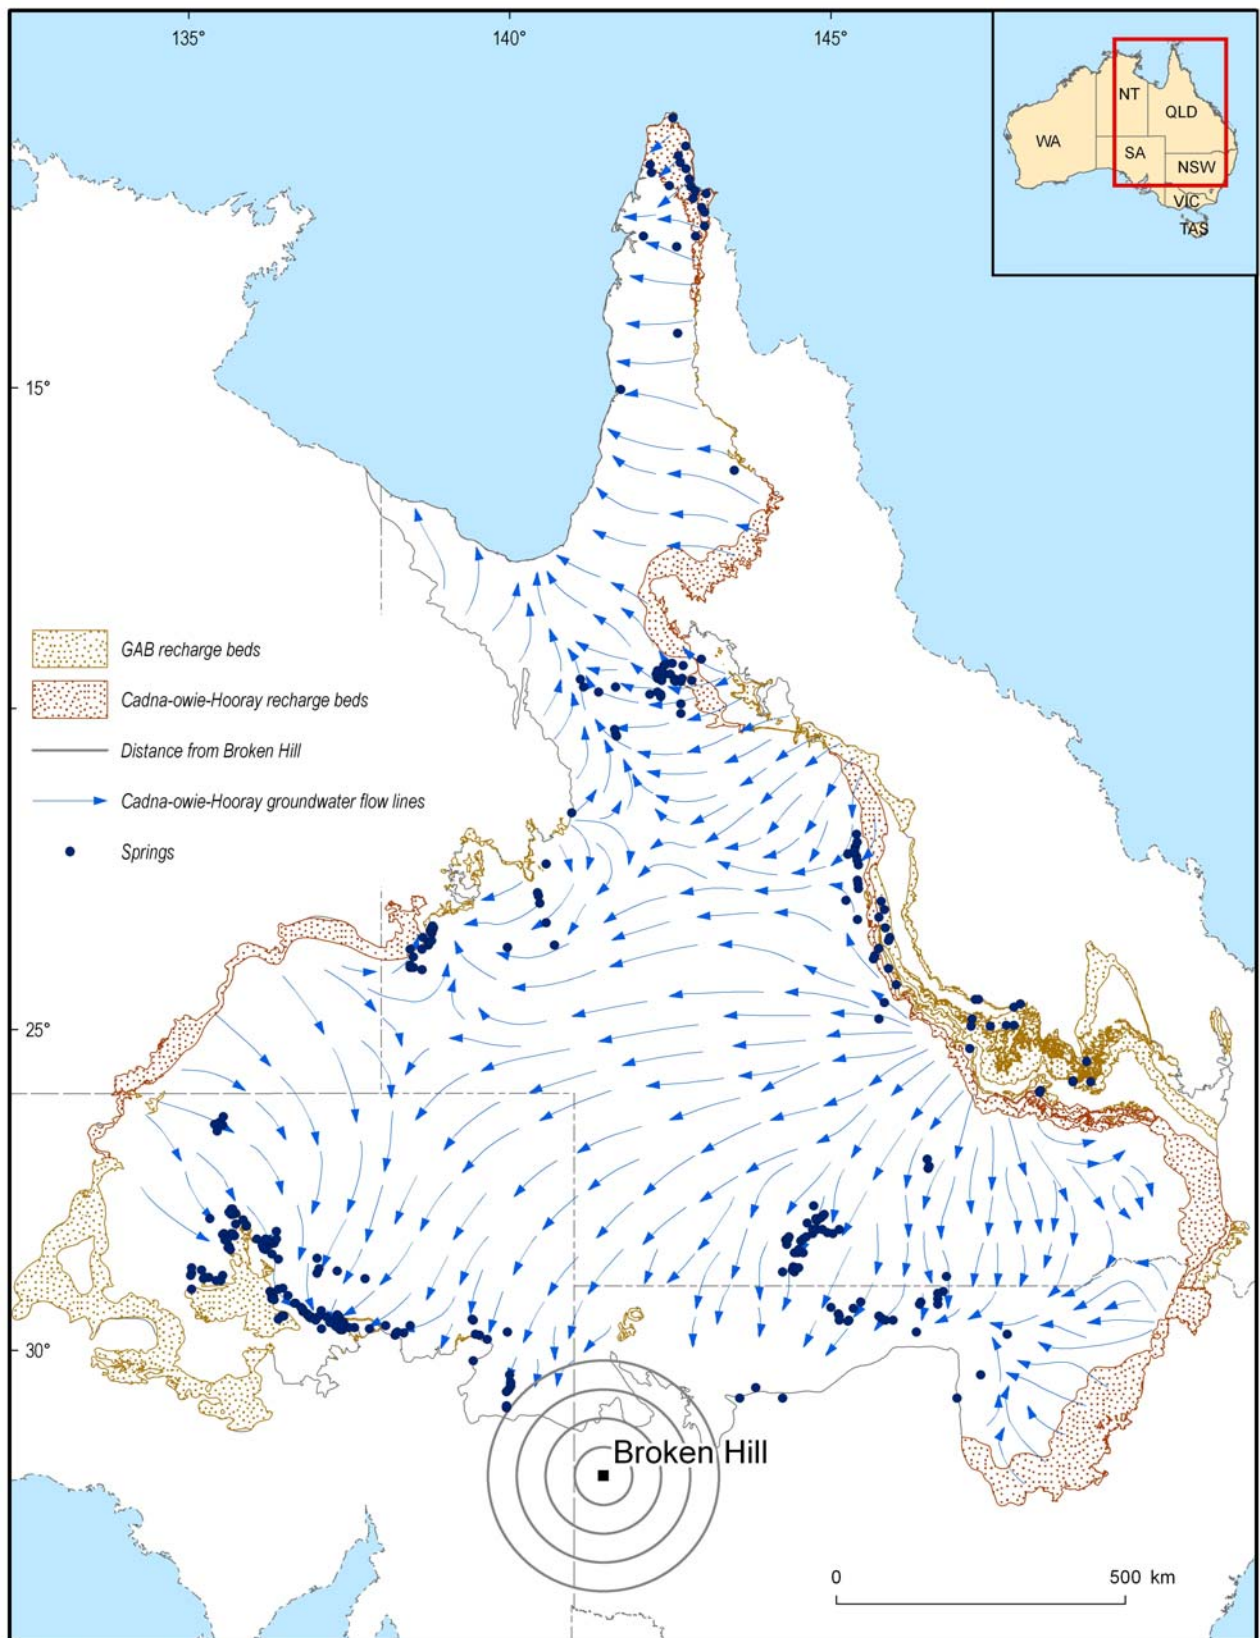 135°
140°
145°
NT
QLD
WA
SA
NSW
VIC
TAS
15°
GAB recharge beds
Cadna-owie-Hooray recharge beds
Distance from Broken Hill
Cadna-owie-Hooray groundwater flow lines
Springs
25°
30°
Broken Hill
0 500 km